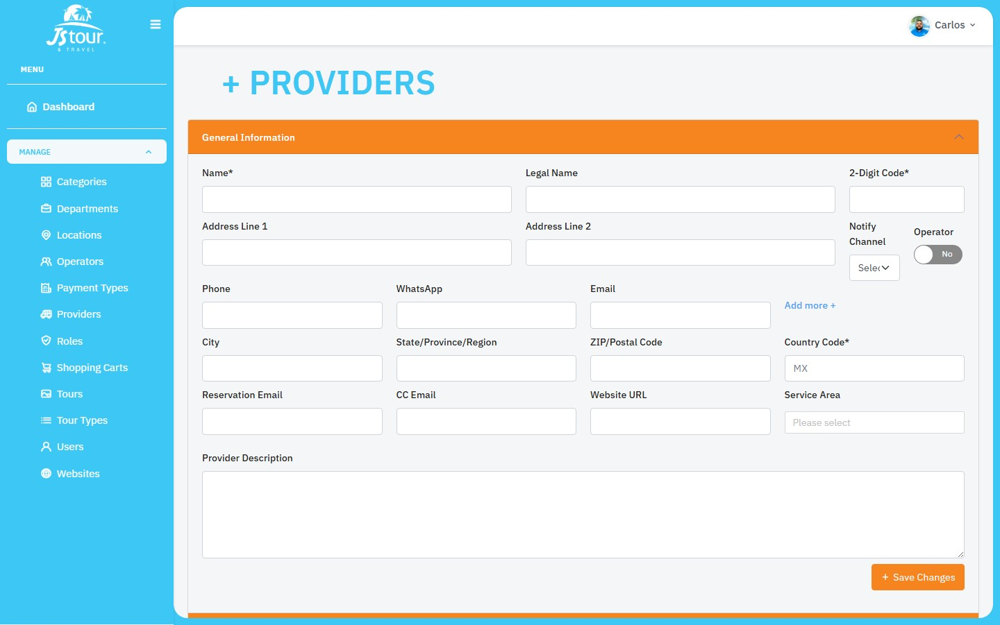 JStour
& TRAVEL
MENU
Dashboard
MANAGE
Categories
Departments
Locations
Operators
Payment Types
Providers
Roles
Shopping Carts
Tours
Tour Types
Users
Websites
Carlos
+ PROVIDERS
General Information
Name*
Legal Name
2-Digit Code*
Address Line 1
Address Line 2
Notify
Channel
Operator
Selec
No
Phone
WhatsApp
Email
Add more +
City
State/Province/Region
ZIP/Postal Code
Country Code*
MX
Reservation Email
CC Email
Website URL
Service Area
Please select
Provider Description
+ Save Changes